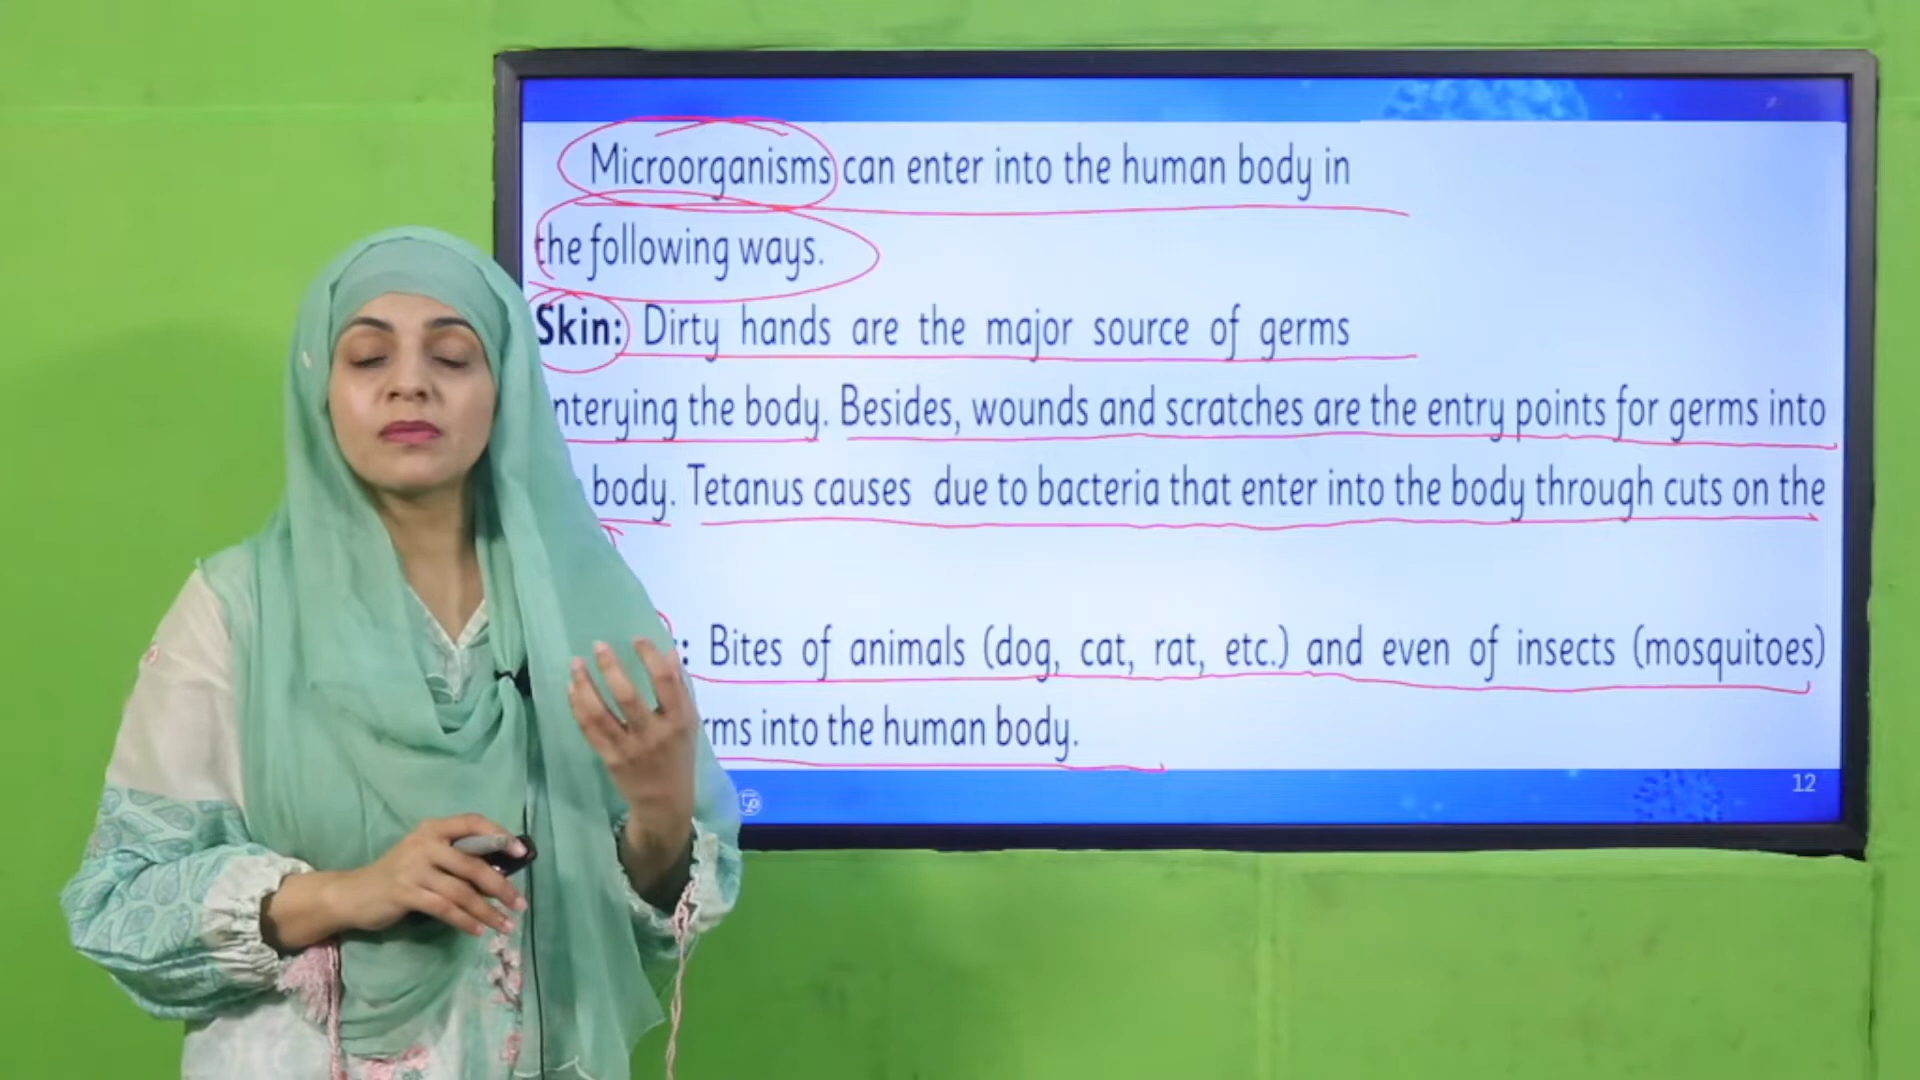 Microorganisms can enter into the human body in
the following ways.
Skin: Dirty hands are the major source of germs
nterying the body. Besides, wounds and scratches are the entry points for germs into
body. Tetanus causes due to bacteria that enter into the body through cuts on the
: Bites of animals (dog, cat, rat, etc.) and even of insects (mosquitoes)
rms into the human body.
12